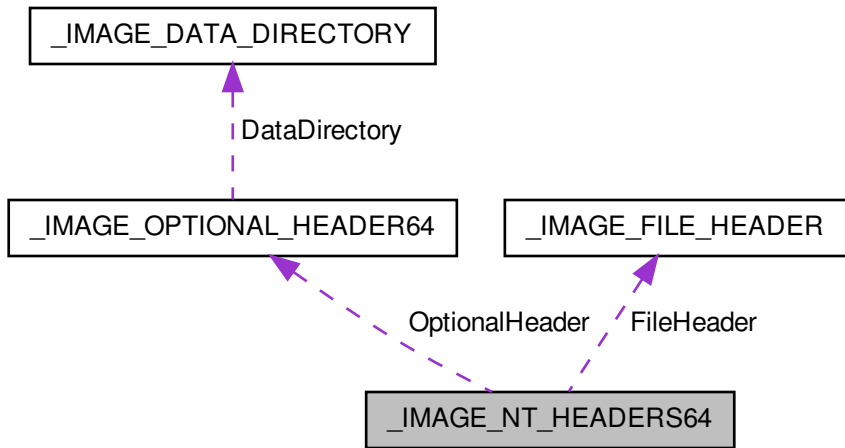 _IMAGE_DATA_DIRECTORY
DataDirectory
_IMAGE_OPTIONAL_HEADER64
_IMAGE_FILE_HEADER
OptionalHeader
FileHeader
_IMAGE_NT_HEADERS64